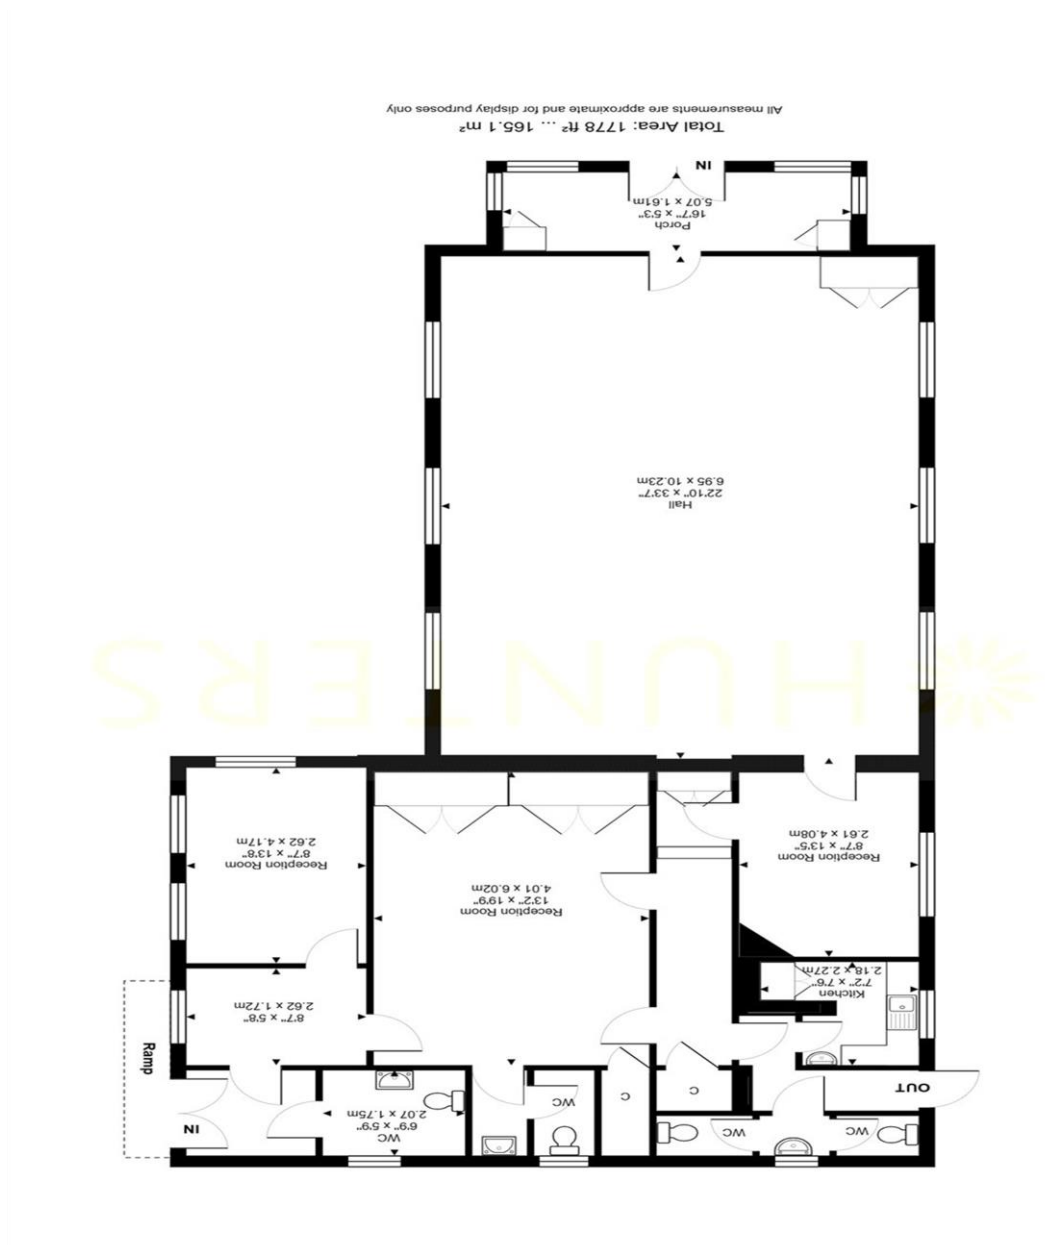 WC
WC
WC
WC
6'9" x 5'9"
2.07 x 1.75m
IN
OUT
C
C
Ramp
Kitchen
7'2" x 7'6"
2.18 x 2.27m
8'7" x 5'8"
2.62 x 1.72m
Reception Room
13'2" x 19'9"
4.01 x 6.02m
Reception Room
8'7" x 13'5"
2.61 x 4.08m
Reception Room
8'7" x 13'8"
2.62 x 4.17m
HUNTERS
Hall
22'10" x 33'7"
6.95 x 10.23m
Porch
16'7" x 5'3"
5.07 x 1.61m
IN
Total Area: 1778 ft² ... 165.1 m²
All measurements are approximate and for display purposes only